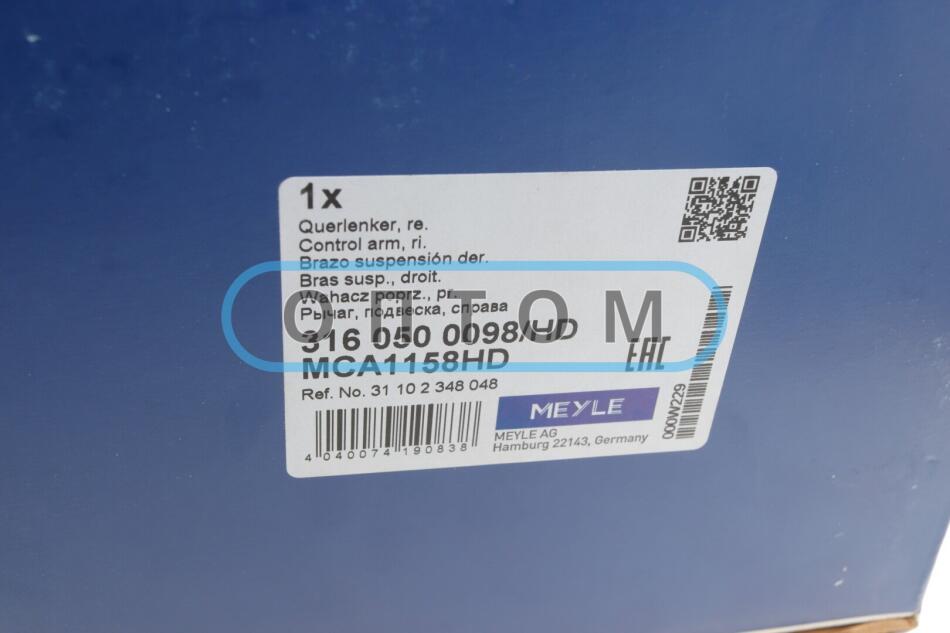 1x
Querlenker, re.
Control arm, ri.
Brazo suspensión der.
Bras susp., droit.
Wahacz poprz., pr.
Рычаг, подвеска, справа
ОПТОМ
316 050 0098/HD
MCA1158HD
EAC
Ref. No. 31 10 2 348 048
MEYLE
MEYLE AG
Hamburg 22143, Germany
4 040074 190838
000W229